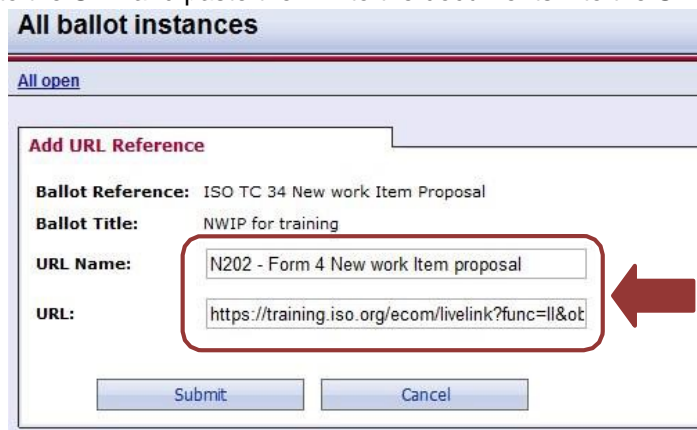 All ballot instances
All open
Add URL Reference
Ballot Reference: ISO TC 34 New work Item Proposal
Ballot Title: NWIP for training
URL Name: N202 - Form 4 New work Item proposal
URL: https://training.iso.org/ecom/livelink?func=ll&ob
Submit Cancel